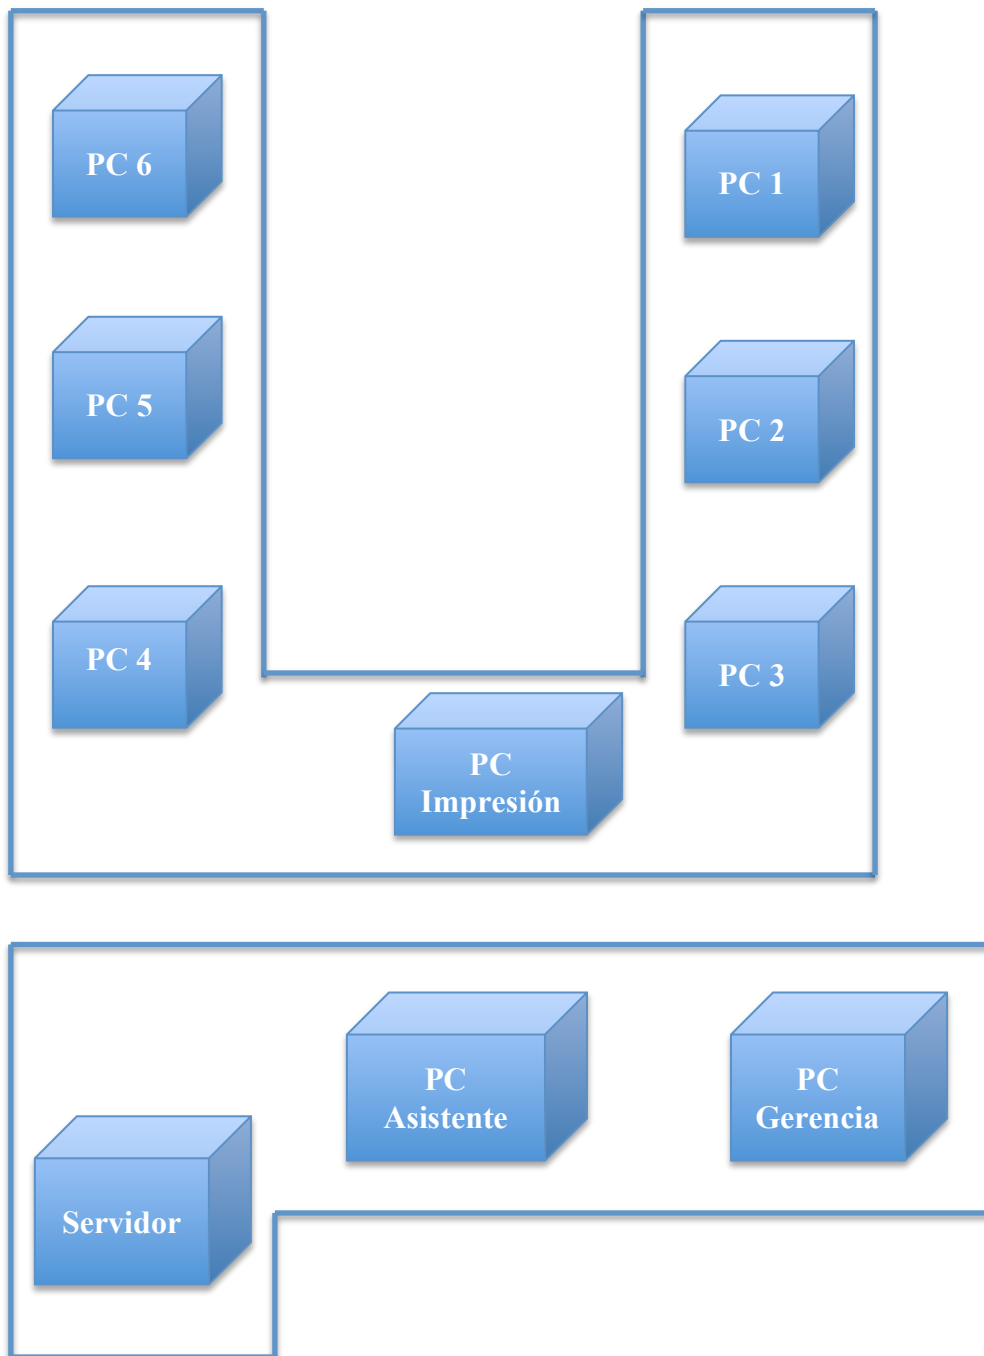 PC 6
PC 1
PC 5
PC 2
PC 4
PC 3
PC
Impresión
PC
Asistente
PC
Gerencia
Servidor